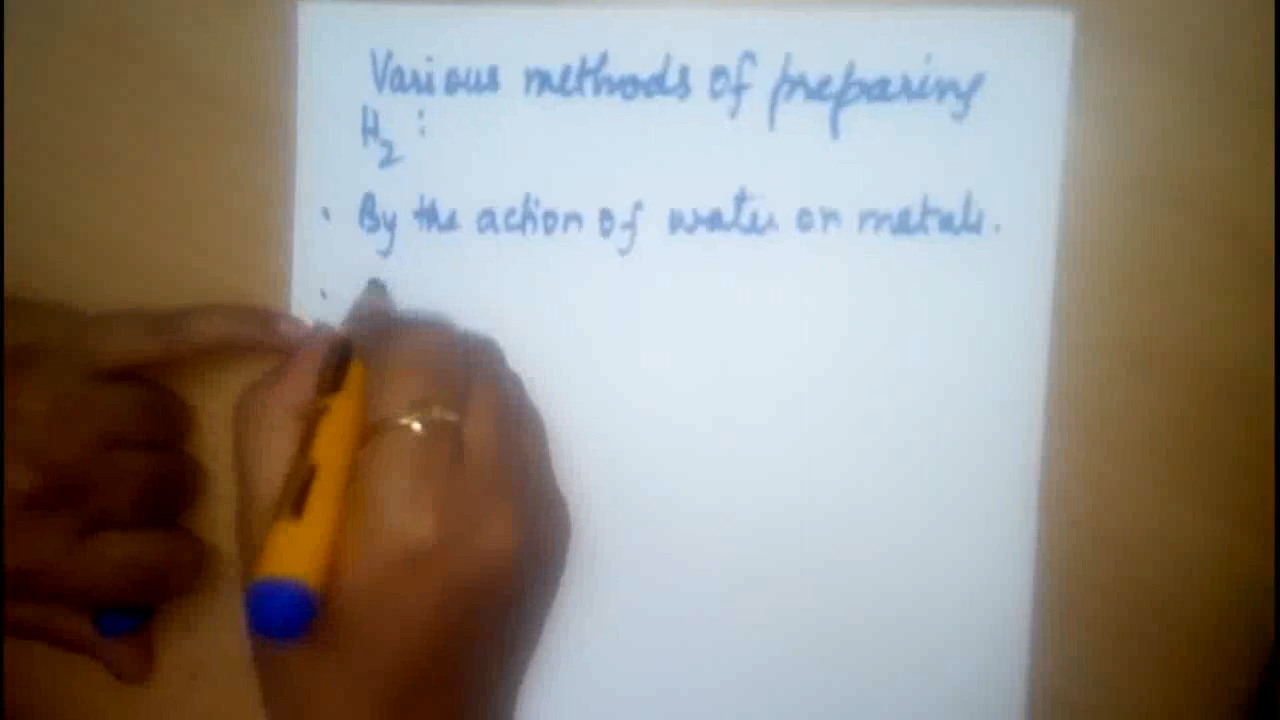 Various methods of preparing
H2 :
• By the action of water on metals.
•